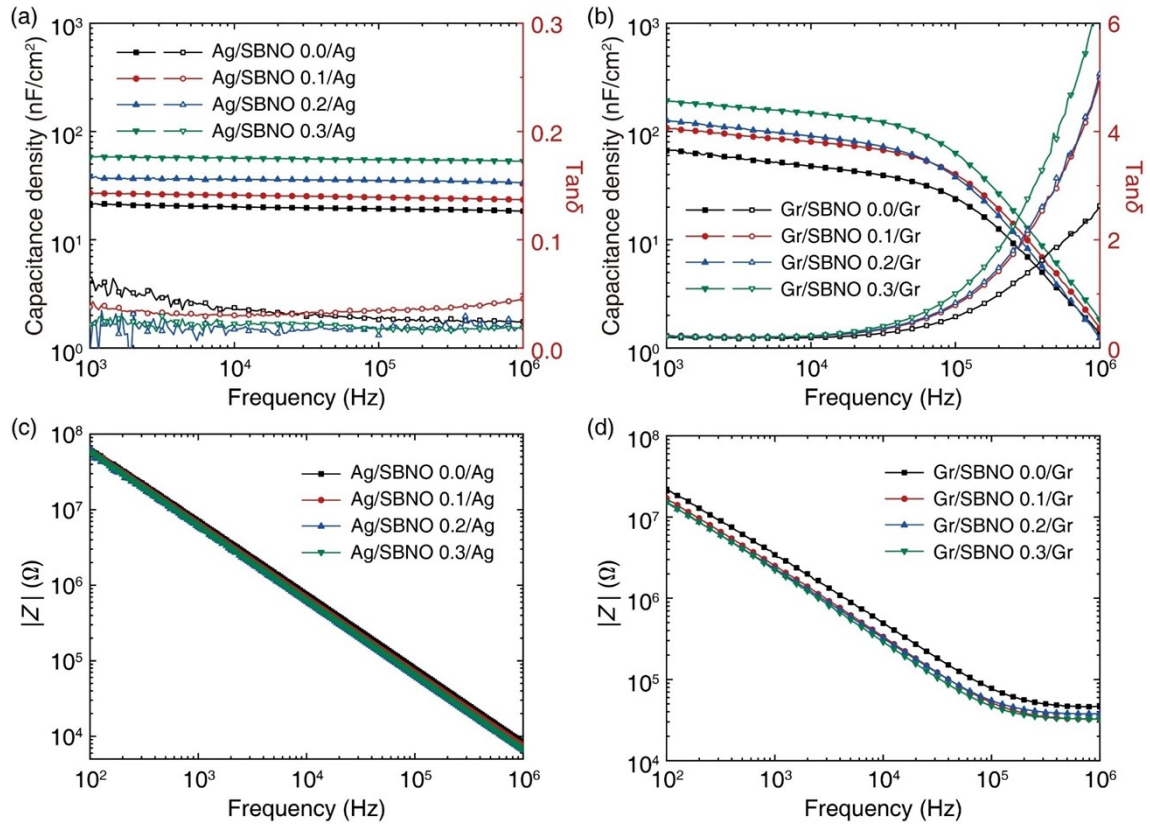 (a)
Capacitance density (nF/cm²)
10³
10²
10¹
10⁰
Ag/SBNO 0.0/Ag
Ag/SBNO 0.1/Ag
Ag/SBNO 0.2/Ag
Ag/SBNO 0.3/Ag
0.3
0.2
0.1
0.0
Tanδ
10³ 10⁴ 10⁵ 10⁶
Frequency (Hz)
(b)
Capacitance density (nF/cm²)
10³
10²
10¹
10⁰
Gr/SBNO 0.0/Gr
Gr/SBNO 0.1/Gr
Gr/SBNO 0.2/Gr
Gr/SBNO 0.3/Gr
6
4
2
0
Tanδ
10³ 10⁴ 10⁵ 10⁶
Frequency (Hz)
(c)
|Z| (Ω)
10⁸
10⁷
10⁶
10⁵
10⁴
Ag/SBNO 0.0/Ag
Ag/SBNO 0.1/Ag
Ag/SBNO 0.2/Ag
Ag/SBNO 0.3/Ag
10² 10³ 10⁴ 10⁵ 10⁶
Frequency (Hz)
(d)
|Z| (Ω)
10⁸
10⁷
10⁶
10⁵
10⁴
Gr/SBNO 0.0/Gr
Gr/SBNO 0.1/Gr
Gr/SBNO 0.2/Gr
Gr/SBNO 0.3/Gr
10² 10³ 10⁴ 10⁵ 10⁶
Frequency (Hz)